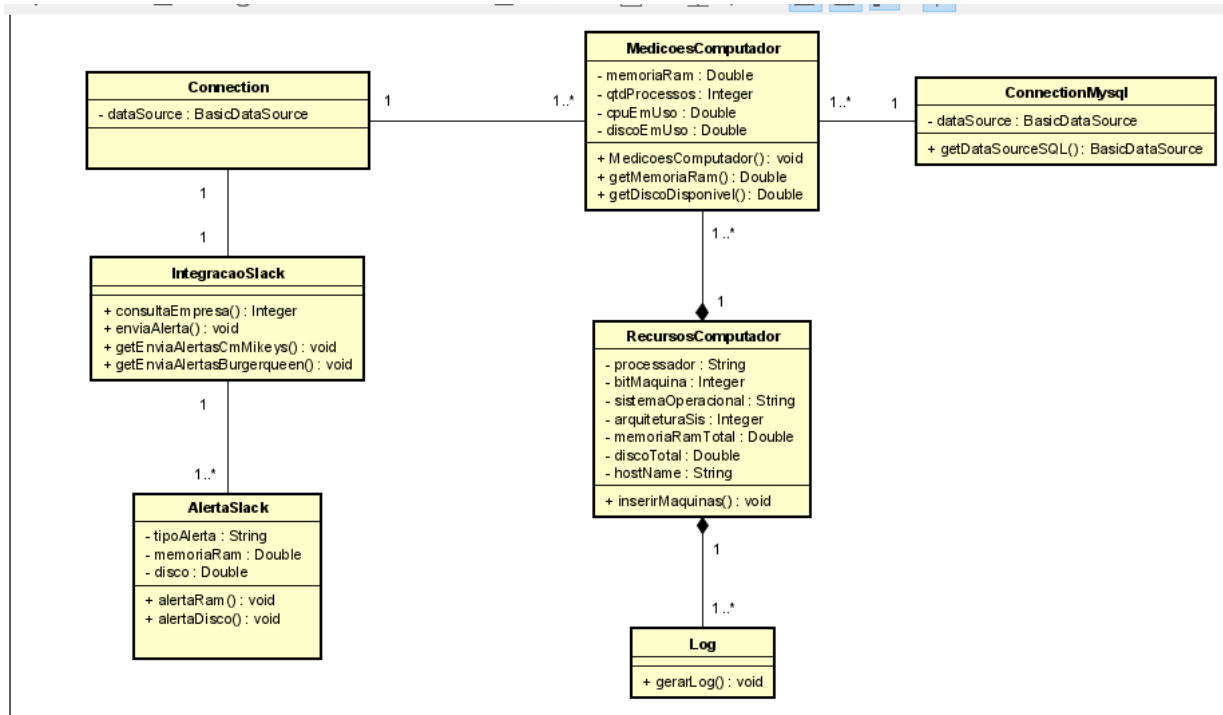 Connection
- dataSource : BasicDataSource
1
1..*
MedicoesComputador
- memoriaRam : Double
- qtdProcessos : Integer
- cpuEmUso : Double
- discoEmUso : Double
+ MedicoesComputador() : void
+ getMemoriaRam() : Double
+ getDiscoDisponivel() : Double
1..*
1
ConnectionMysql
- dataSource : BasicDataSource
+ getDataSourceSQL() : BasicDataSource
1
1
IntegracaoSlack
+ consultaEmpresa() : Integer
+ enviaAlerta() : void
+ getEnviaAlertasCmMikeys() : void
+ getEnviaAlertasBurgerqueen() : void
1
1..*
AlertaSlack
- tipoAlerta : String
- memoriaRam : Double
- disco : Double
+ alertaRam() : void
+ alertaDisco() : void
1..*
1
RecursosComputador
- processador : String
- bitMaquina : Integer
- sistemaOperacional : String
- arquiteturaSis : Integer
- memoriaRamTotal : Double
- discoTotal : Double
- hostName : String
+ inserirMaquinas() : void
1
1..*
Log
+ gerarLog() : void